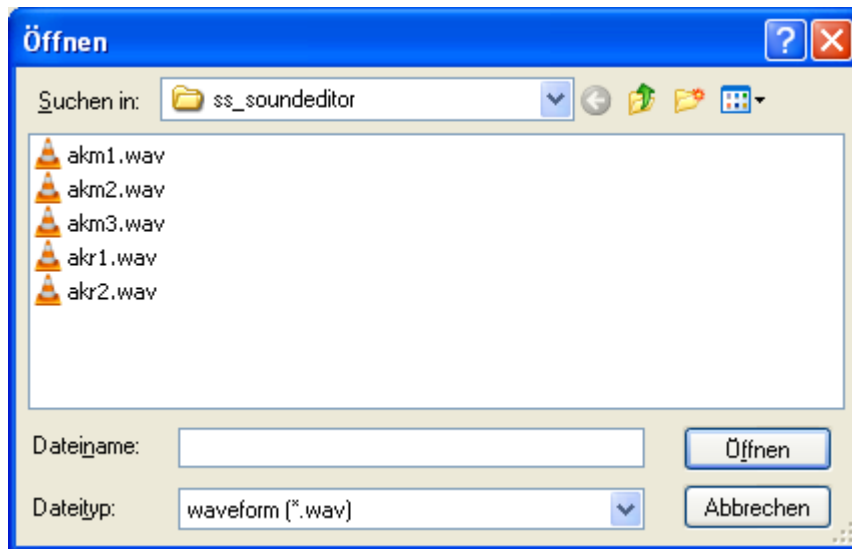 Öffnen
Suchen in: ss_soundeditor
akm1.wav
akm2.wav
akm3.wav
akr1.wav
akr2.wav
Dateiname: Öffnen
Dateityp: waveform (*.wav) Abbrechen